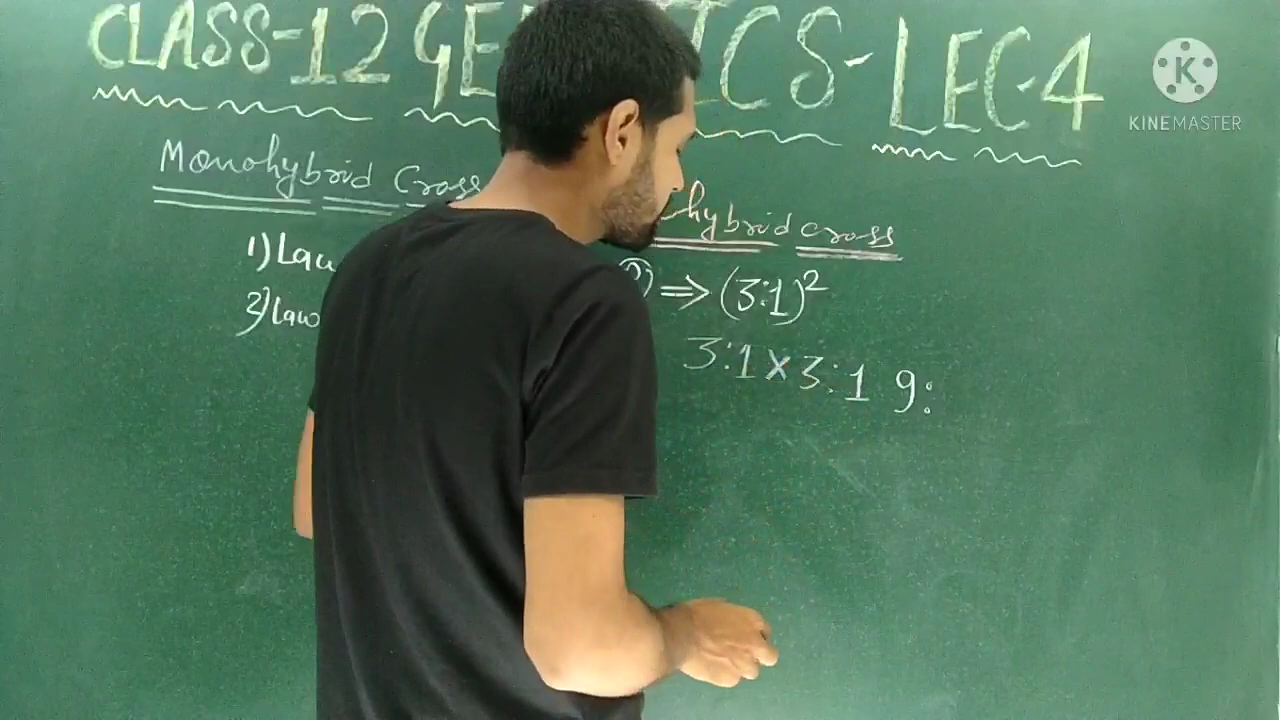 CLASS-12 GENETICS-LEC-4
K
KINEMASTER
Monohybrid Cross
hybrid cross
1) Law
2) Law
⇒ (3:1)²
3:1 x 3:1 9: